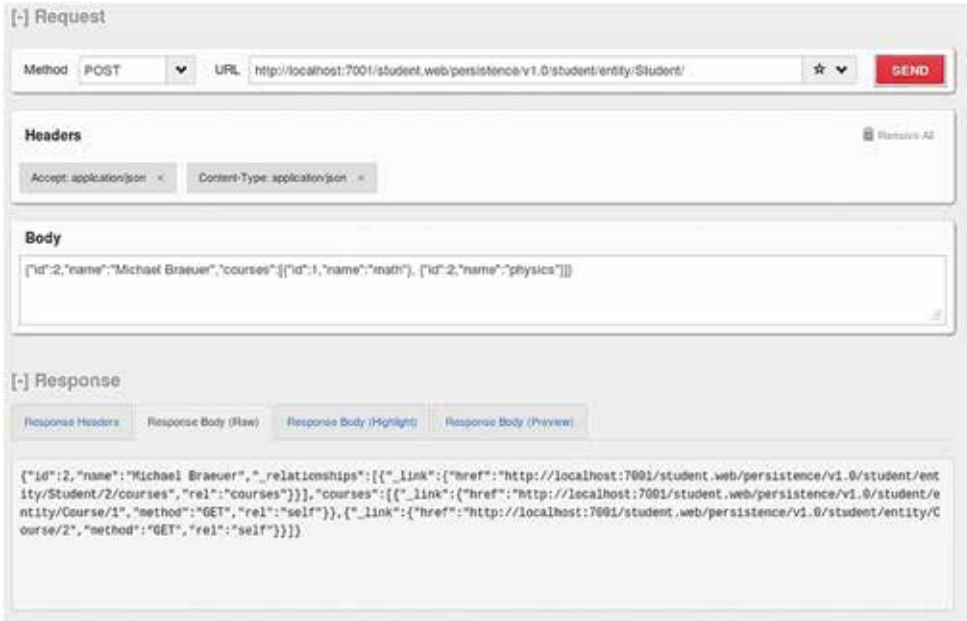 [-] Request
Method POST URL http://localhost:7001/student.web/persistence/v1.0/student/entity/Student/ SEND
Headers Remove All
Accept: application/json × Content-Type: application/json ×
Body
{"id":2,"name":"Michael Braeuer","courses":[{"id":1,"name":"math"}, {"id":2,"name":"physics"}]}
[-] Response
Response Headers Response Body (Raw) Response Body (Highlight) Response Body (Preview)
{"id":2,"name":"Michael Braeuer","_relationships":[{"_link":{"href":"http://localhost:7001/student.web/persistence/v1.0/student/ent
ity/Student/2/courses","rel":"courses"}}],"courses":[{"_link":{"href":"http://localhost:7001/student.web/persistence/v1.0/student/e
ntity/Course/1","method":"GET","rel":"self"}},{"_link":{"href":"http://localhost:7001/student.web/persistence/v1.0/student/entity/C
ourse/2","method":"GET","rel":"self"}}]}